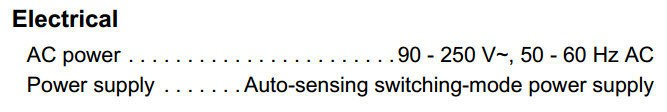 Electrical
AC power . . . . . . . . . . . . . . . . . . . . . . . 90 - 250 V~, 50 - 60 Hz AC
Power supply . . . . . . . Auto-sensing switching-mode power supply